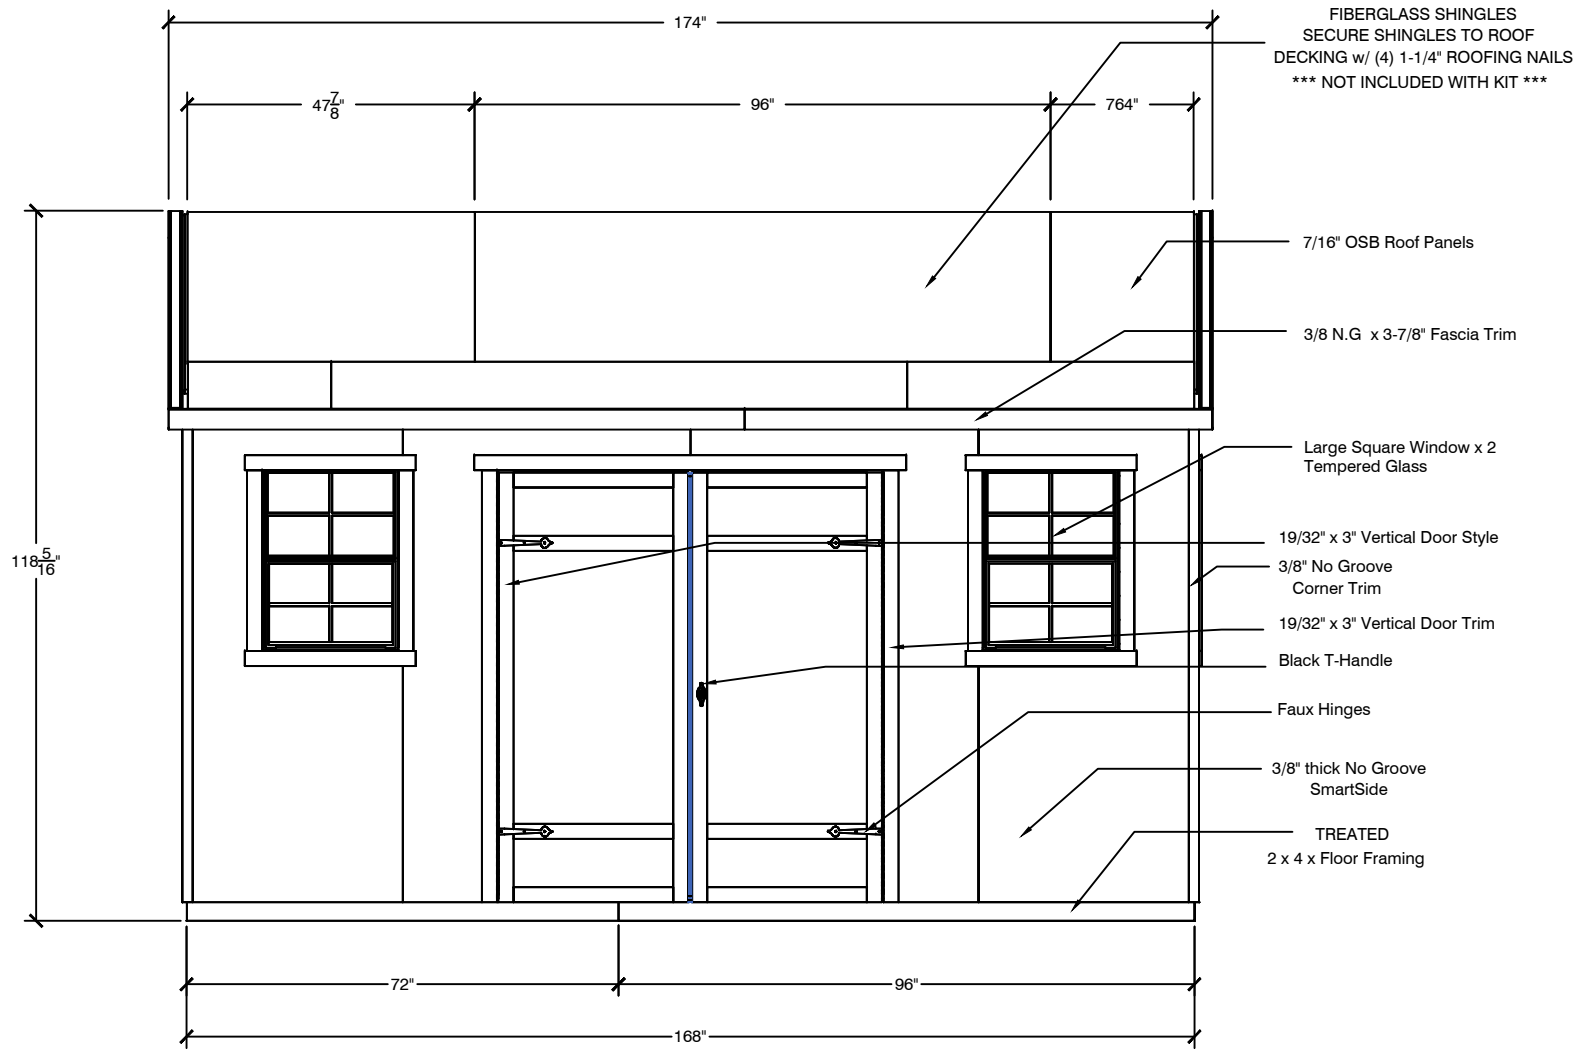 174"
FIBERGLASS SHINGLES
SECURE SHINGLES TO ROOF
DECKING w/ (4) 1-1/4" ROOFING NAILS
*** NOT INCLUDED WITH KIT ***
47 7/8"
96"
764"
7/16" OSB Roof Panels
3/8 N.G x 3-7/8" Fascia Trim
Large Square Window x 2
Tempered Glass
118 5/16"
19/32" x 3" Vertical Door Style
3/8" No Groove
Corner Trim
19/32" x 3" Vertical Door Trim
Black T-Handle
Faux Hinges
3/8" thick No Groove
SmartSide
TREATED
2 x 4 x Floor Framing
72"
96"
168"